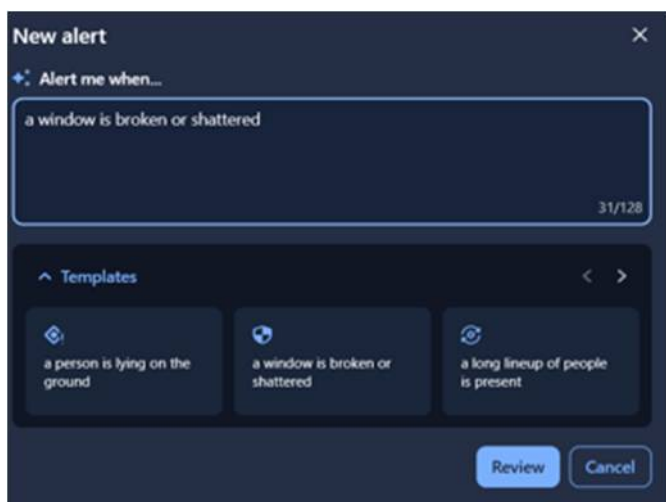 New alert
Alert me when...
a window is broken or shattered
31/128
Templates
a person is lying on the
ground
a window is broken or
shattered
a long lineup of people
is present
Review
Cancel